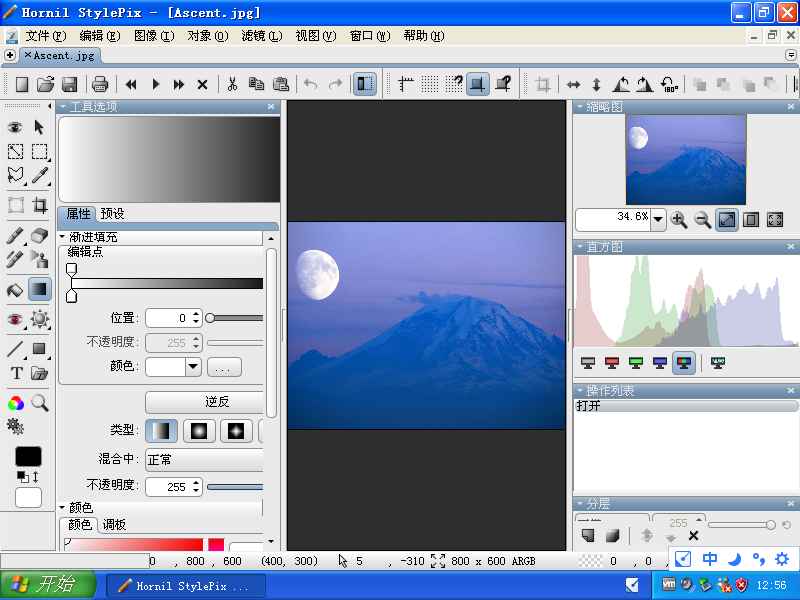 Hornil StylePix - [Ascent.jpg]
文件(F) 编辑(E) 图像(I) 对象(O) 滤镜(L) 视图(V) 窗口(W) 帮助(H)
Ascent.jpg
180°
工具选项
属性 预设
渐进填充
编辑点
位置: 0
不透明度: 255
颜色: ...
逆反
类型:
混合中: 正常
不透明度: 255
颜色
颜色 调板
缩略图
34.6%
直方图
操作列表
打开
分层
255
0 , 800 , 600 (400, 300) 5 , -310 800 x 600 ARGB 0 , 0
中
开始 Hornil StylePix ... 12:56